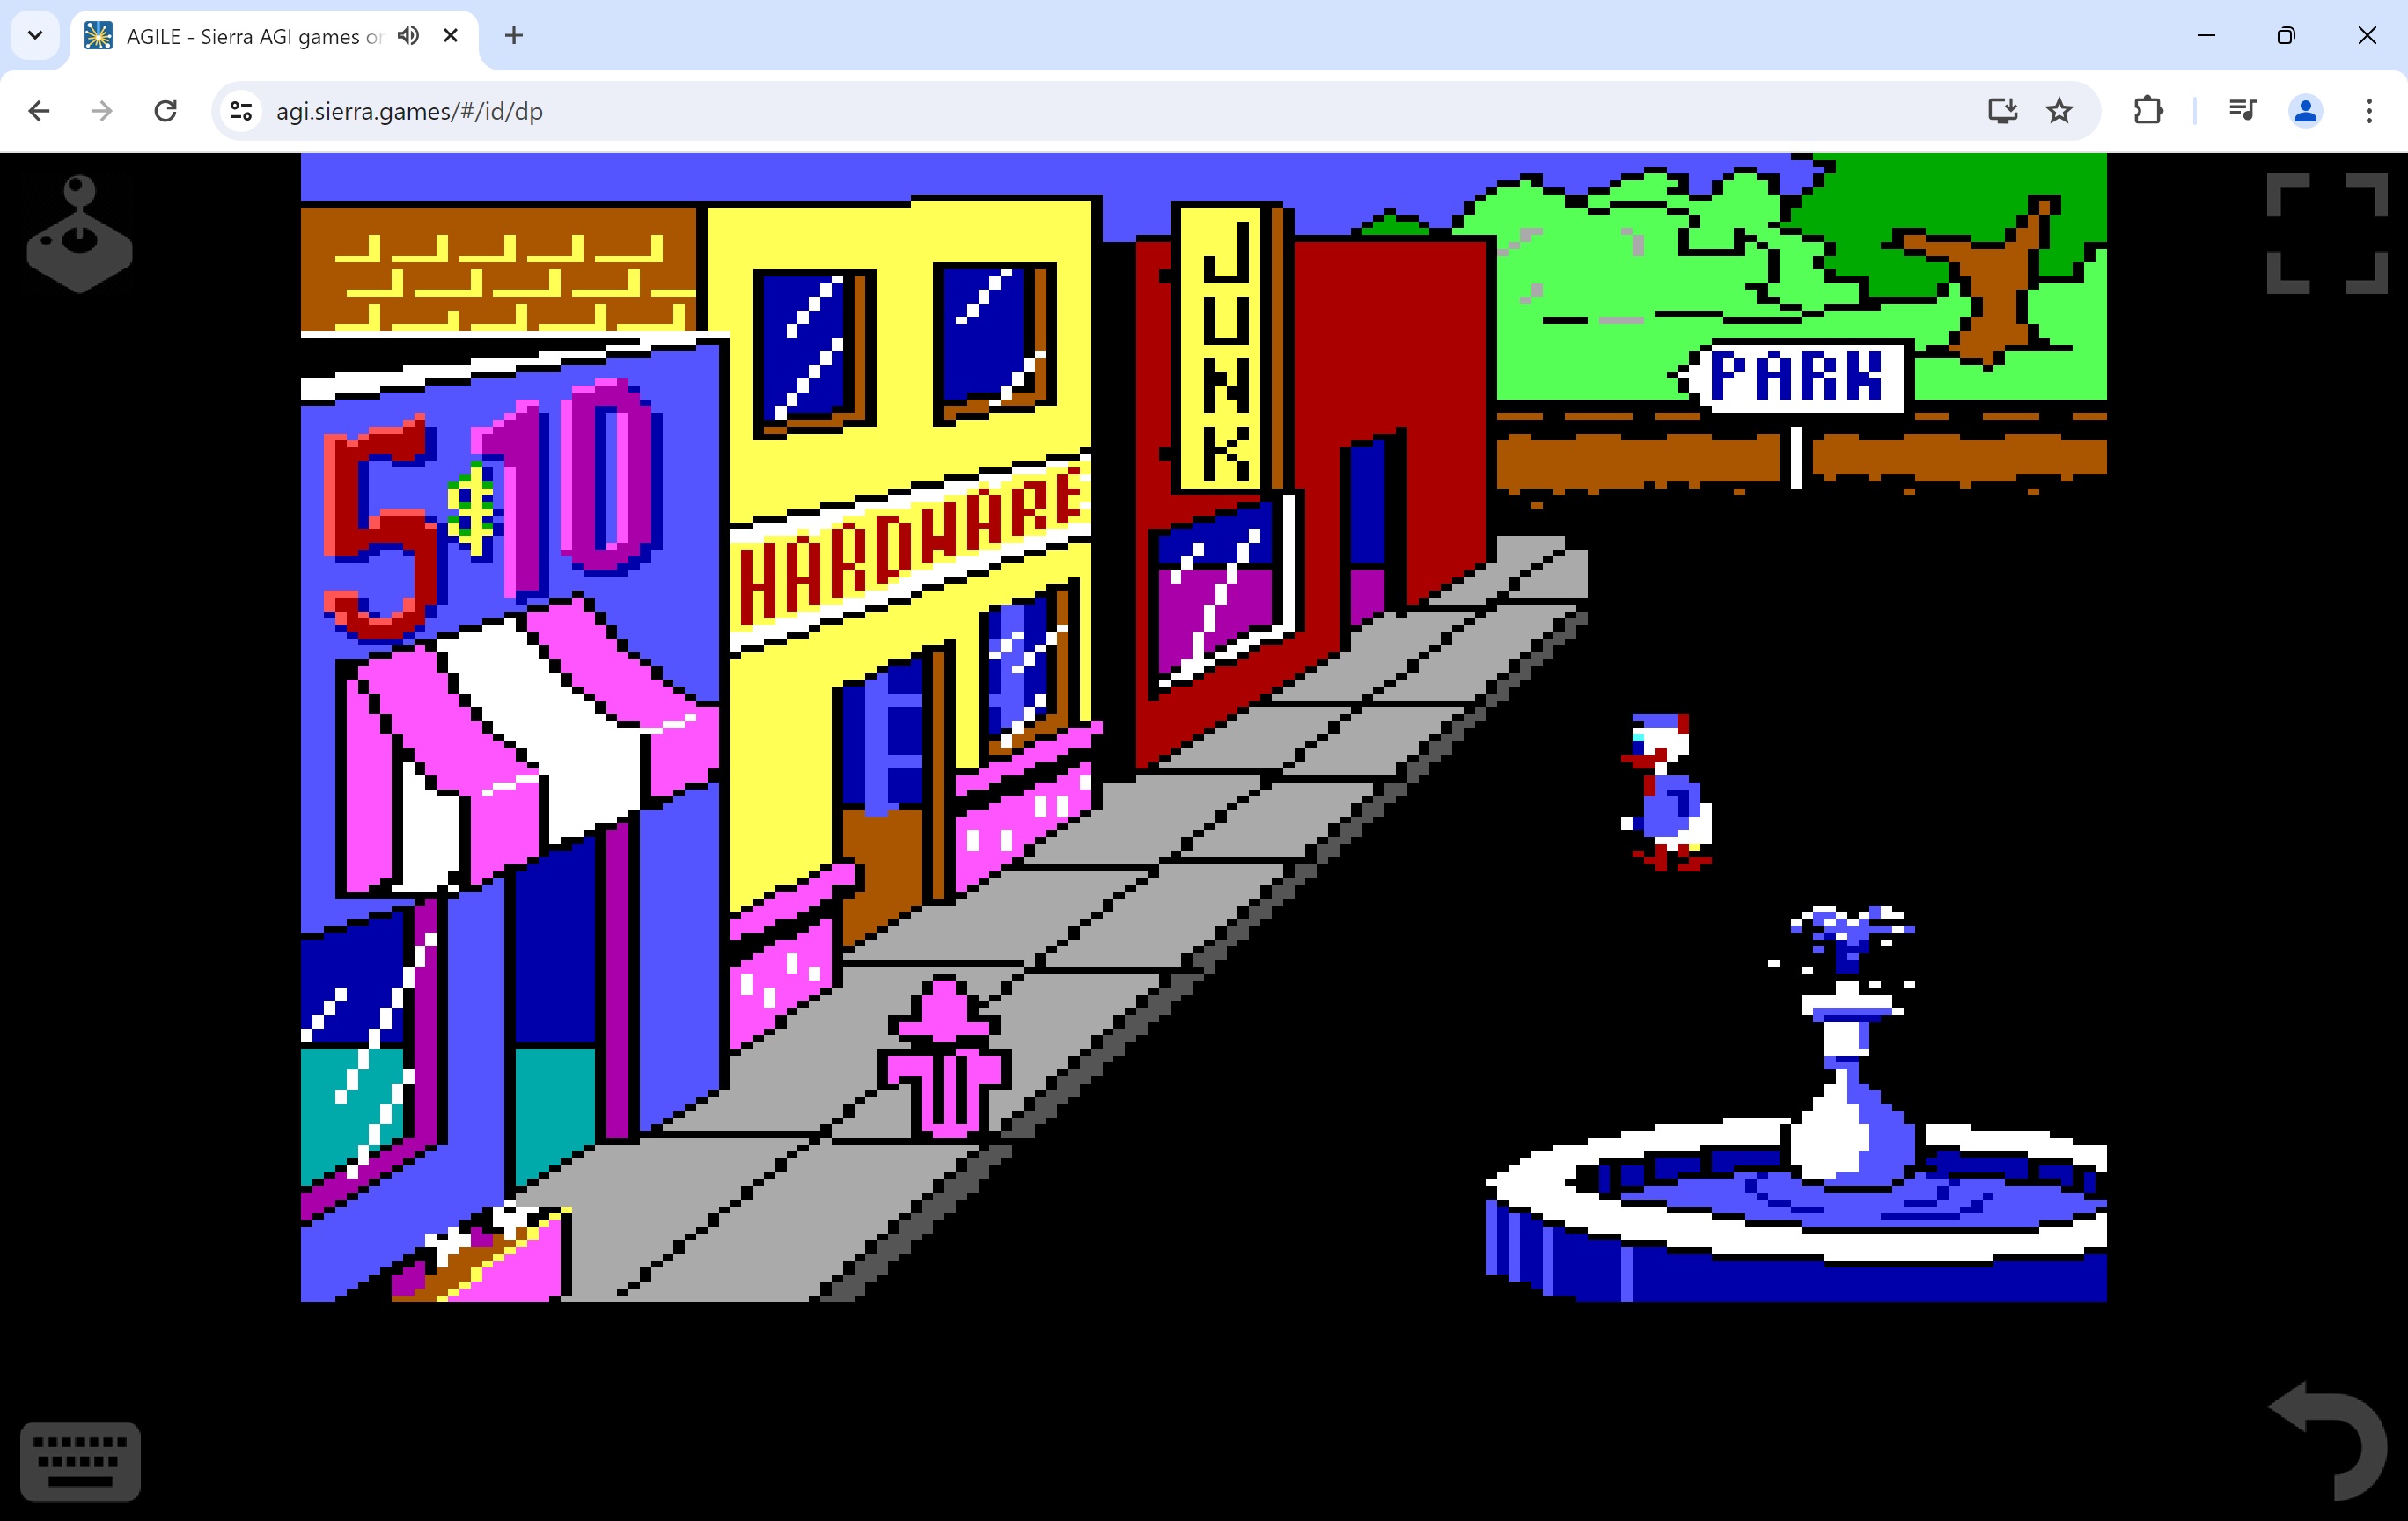 AGILE - Sierra AGI games or
agi.sierra.games/#/id/dp
5¢10
HARDWARE
JUNK
PARK